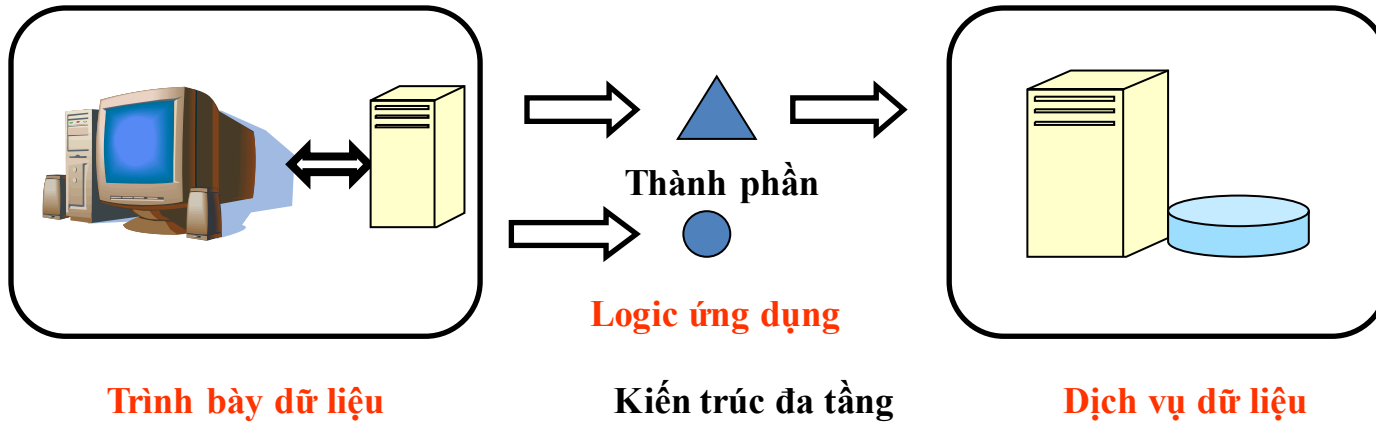 Thành phần
Logic ứng dụng
Trình bày dữ liệu
Kiến trúc đa tầng
Dịch vụ dữ liệu